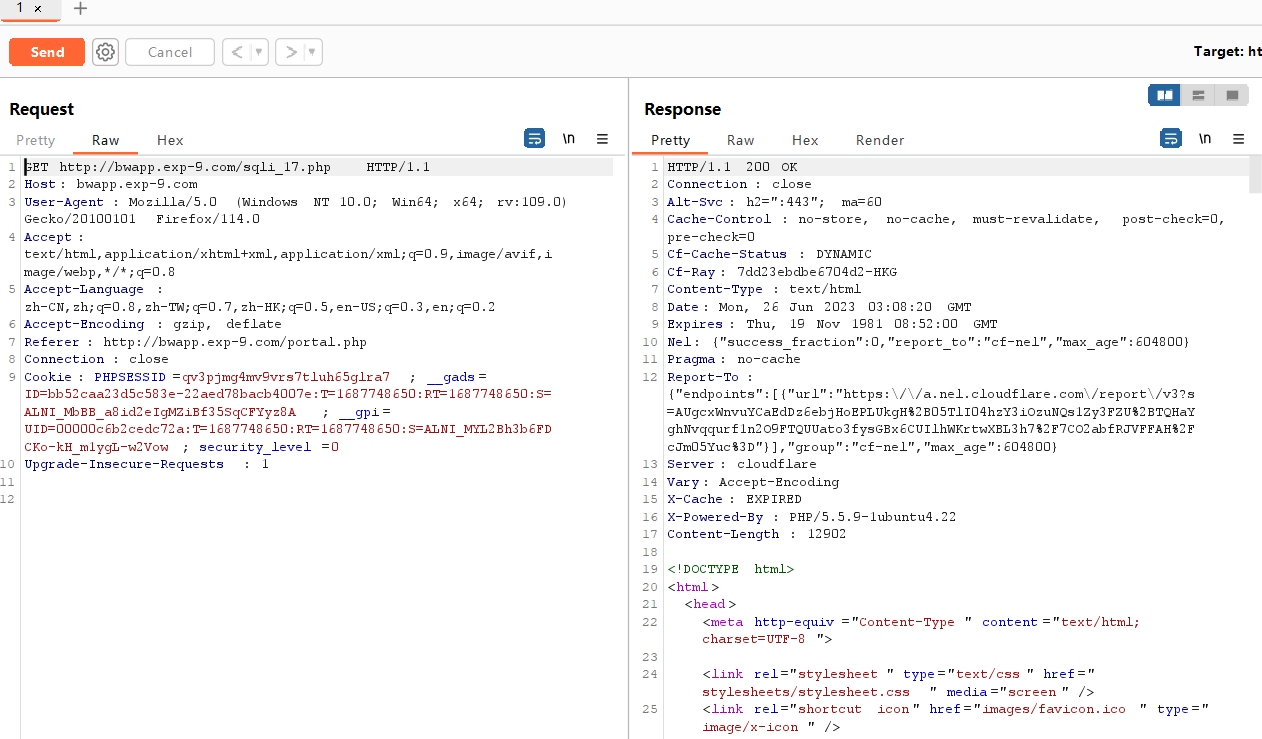 1 × +
Send Cancel < > Target: ht
Request
Pretty Raw Hex \n
1 GET http://bwapp.exp-9.com/sqli_17.php HTTP/1.1
2 Host: bwapp.exp-9.com
3 User-Agent: Mozilla/5.0 (Windows NT 10.0; Win64; x64; rv:109.0)
Gecko/20100101 Firefox/114.0
4 Accept:
text/html,application/xhtml+xml,application/xml;q=0.9,image/avif,i
mage/webp,*/*;q=0.8
5 Accept-Language :
zh-CN,zh;q=0.8,zh-TW;q=0.7,zh-HK;q=0.5,en-US;q=0.3,en;q=0.2
6 Accept-Encoding : gzip, deflate
7 Referer: http://bwapp.exp-9.com/portal.php
8 Connection : close
9 Cookie: PHPSESSID=qv3pjmg4mv9vrs7tluh65glra7 ; __gads=
ID=bb52caa23d5c583e-22aed78bacb4007e:T=1687748650:RT=1687748650:S=
ALNI_MbBB_a8id2eIgMZiBf35SqCFYyz8A ; __gpi=
UID=00000c6b2cedc72a:T=1687748650:RT=1687748650:S=ALNI_MYL2Bh3b6FD
CKo-kH_mlygL-w2Vow ; security_level=0
10 Upgrade-Insecure-Requests : 1
11
12
Response
Pretty Raw Hex Render \n
1 HTTP/1.1 200 OK
2 Connection : close
3 Alt-Svc: h2=":443"; ma=60
4 Cache-Control : no-store, no-cache, must-revalidate, post-check=0,
pre-check=0
5 Cf-Cache-Status : DYNAMIC
6 Cf-Ray: 7dd23ebdbe6704d2-HKG
7 Content-Type : text/html
8 Date: Mon, 26 Jun 2023 03:08:20 GMT
9 Expires: Thu, 19 Nov 1981 08:52:00 GMT
10 Nel: {"success_fraction":0,"report_to":"cf-nel","max_age":604800}
11 Pragma: no-cache
12 Report-To :
{"endpoints":[{"url":"https:\/\/a.nel.cloudflare.com\/report\/v3?s
=AUgcxWnvuYCaEdDz6ebjHoEPLUkgH%2B05TlI04hzY3iOzuNQslZy3FZU%2BTQHaY
ghNvqqurfln2O9FTQUUato3fysGBx6CUIlhWKrtwXBL3h7%2F7CO2abfRJVFFAH%2F
cJm05Yuc%3D"}],"group":"cf-nel","max_age":604800}
13 Server: cloudflare
14 Vary: Accept-Encoding
15 X-Cache: EXPIRED
16 X-Powered-By : PHP/5.5.9-1ubuntu4.22
17 Content-Length : 12902
18
19 <!DOCTYPE html>
20 <html>
21 <head>
22 <meta http-equiv="Content-Type" content="text/html;
charset=UTF-8">
23
24 <link rel="stylesheet" type="text/css" href="
stylesheets/stylesheet.css" media="screen" />
25 <link rel="shortcut icon" href="images/favicon.ico" type="
image/x-icon" />